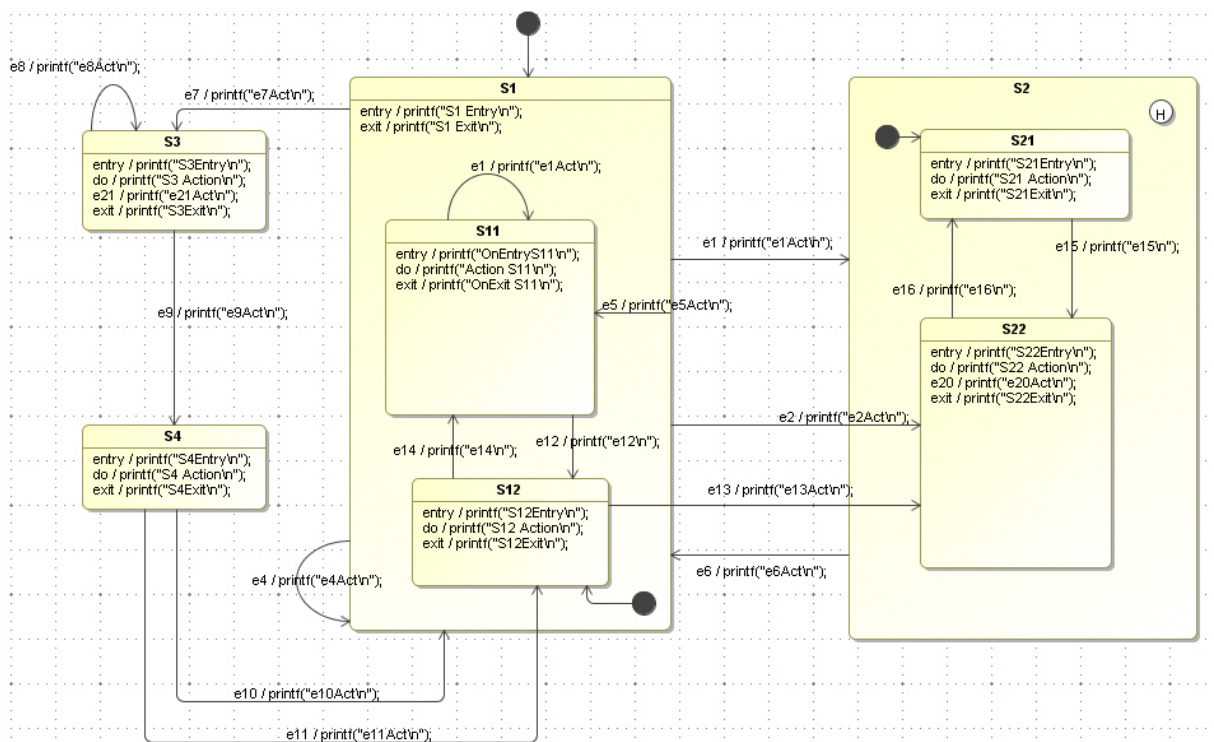 e8 / printf("e8Act\n");
e7 / printf("e7Act\n");
S3
entry / printf("S3Entry\n");
do / printf("S3 Action\n");
e21 / printf("e21Act\n");
exit / printf("S3Exit\n");
e9 / printf("e9Act\n");
S4
entry / printf("S4Entry\n");
do / printf("S4 Action\n");
exit / printf("S4Exit\n");
S1
entry / printf("S1 Entry\n");
exit / printf("S1 Exit\n");
e1 / printf("e1Act\n");
S11
entry / printf("OnEntryS11\n");
do / printf("Action S11\n");
exit / printf("OnExit S11\n");
e5 / printf("e5Act\n");
e14 / printf("e14\n");
e12 / printf("e12\n");
S12
entry / printf("S12Entry\n");
do / printf("S12 Action\n");
exit / printf("S12Exit\n");
e4 / printf("e4Act\n");
e10 / printf("e10Act\n");
e11 / printf("e11Act\n");
e1 / printf("e1Act\n");
e2 / printf("e2Act\n");
e13 / printf("e13Act\n");
e6 / printf("e6Act\n");
S2
H
S21
entry / printf("S21Entry\n");
do / printf("S21 Action\n");
exit / printf("S21Exit\n");
e15 / printf("e15\n");
e16 / printf("e16\n");
S22
entry / printf("S22Entry\n");
do / printf("S22 Action\n");
e20 / printf("e20Act\n");
exit / printf("S22Exit\n");